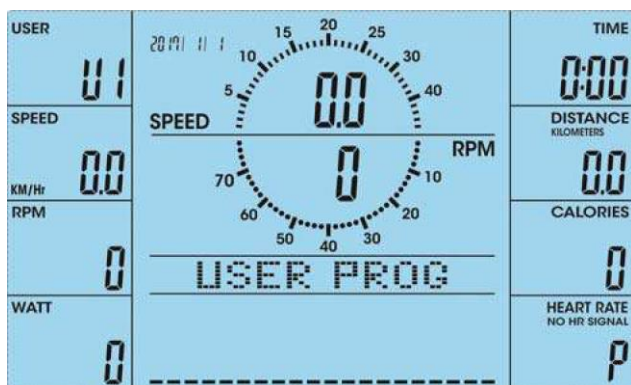 USER
U1
SPEED
KM/Hr
0.0
RPM
0
WATT
0
2019/ 1/ 1
5
10
15
20
25
30
40
SPEED
0.0
RPM
0
70
60
50
40
30
20
10
USER PROG
TIME
0:00
DISTANCE
KILOMETERS
0.0
CALORIES
0
HEART RATE
NO HR SIGNAL
P